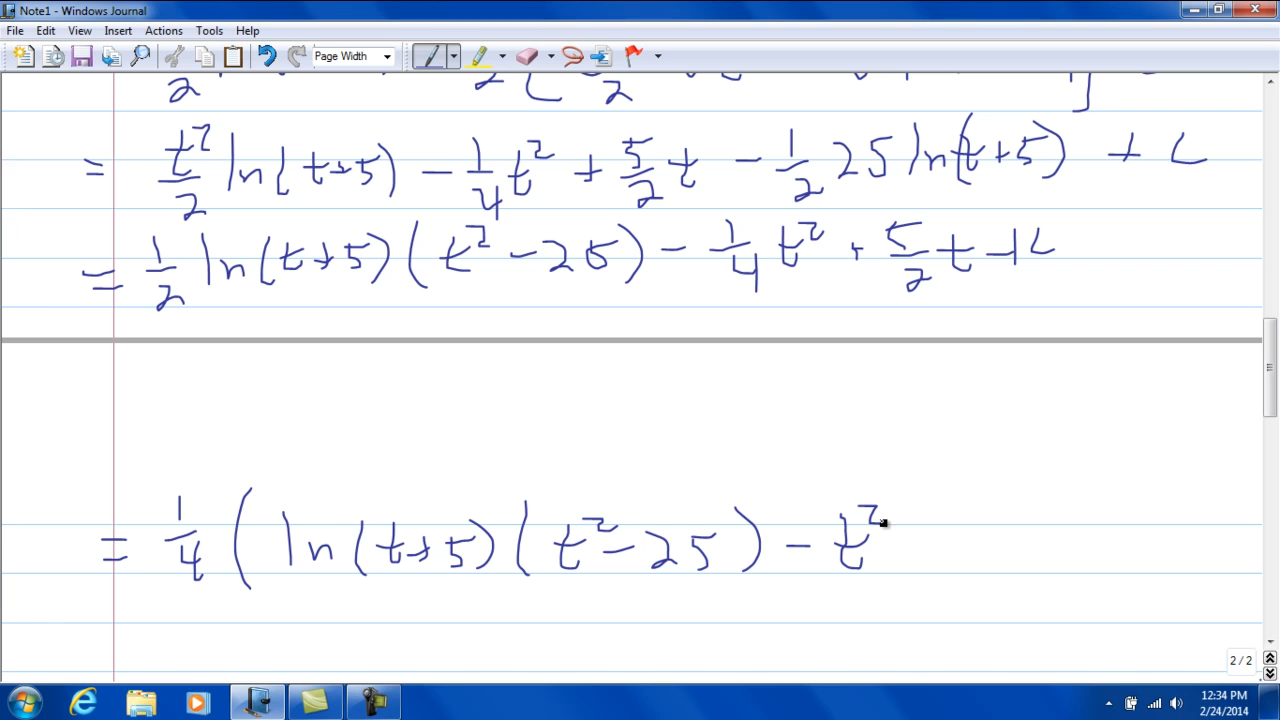 Note1 - Windows Journal
File Edit View Insert Actions Tools Help
Page Width
= t²/2 ln(t+5) - 1/4 t² + 5/2 t - 1/2 25 ln(t+5) + C
= 1/2 ln(t+5)(t² - 25) - 1/4 t² + 5/2 t + C
= 1/4 ( ln(t+5)(t² - 25) - t²
2 / 2
12:34 PM
2/24/2014